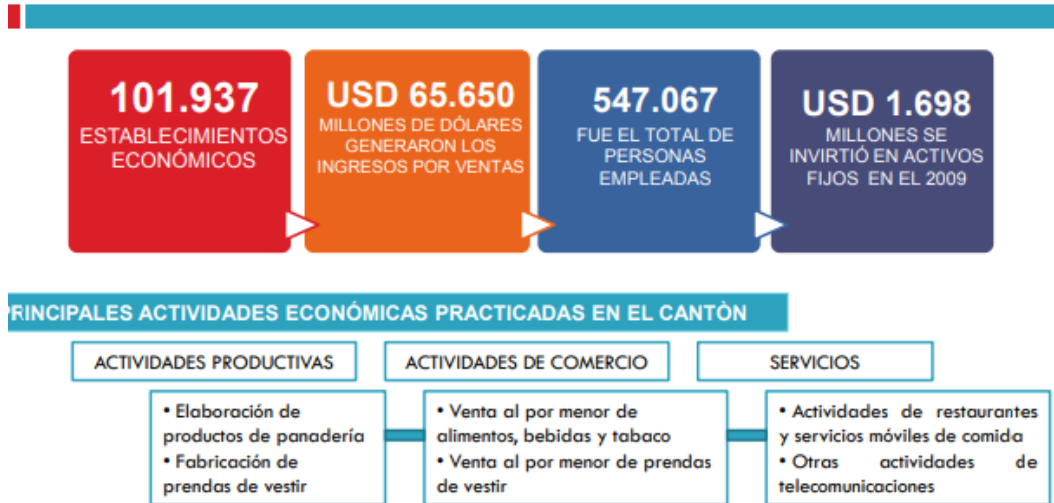 101.937
ESTABLECIMIENTOS
ECONÓMICOS
USD 65.650
MILLONES DE DÓLARES
GENERARON LOS
INGRESOS POR VENTAS
547.067
FUE EL TOTAL DE
PERSONAS
EMPLEADAS
USD 1.698
MILLONES SE
INVIRTIÓ EN ACTIVOS
FIJOS EN EL 2009
PRINCIPALES ACTIVIDADES ECONÓMICAS PRACTICADAS EN EL CANTÒN
ACTIVIDADES PRODUCTIVAS
• Elaboración de
productos de panadería
• Fabricación de
prendas de vestir
ACTIVIDADES DE COMERCIO
• Venta al por menor de
alimentos, bebidas y tabaco
• Venta al por menor de prendas
de vestir
SERVICIOS
• Actividades de restaurantes
y servicios móviles de comida
• Otras actividades de
telecomunicaciones